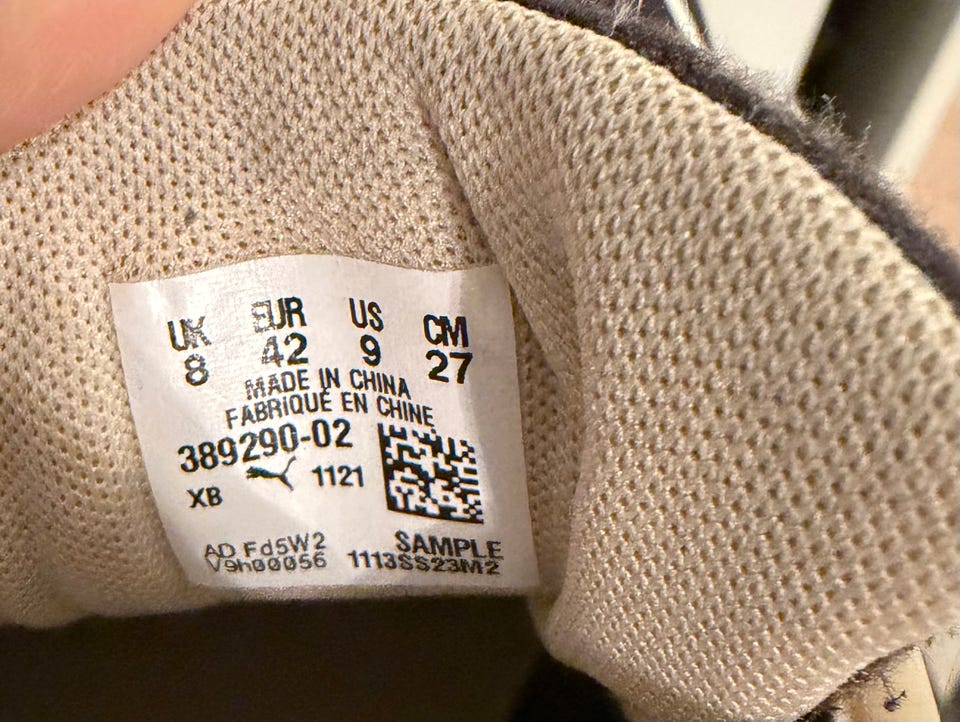 UK EUR US CM
8 42 9 27
MADE IN CHINA
FABRIQUÉ EN CHINE
389290-02
XB 1121
AD Fd5W2 SAMPLE
V9h00056 1113SS23M2